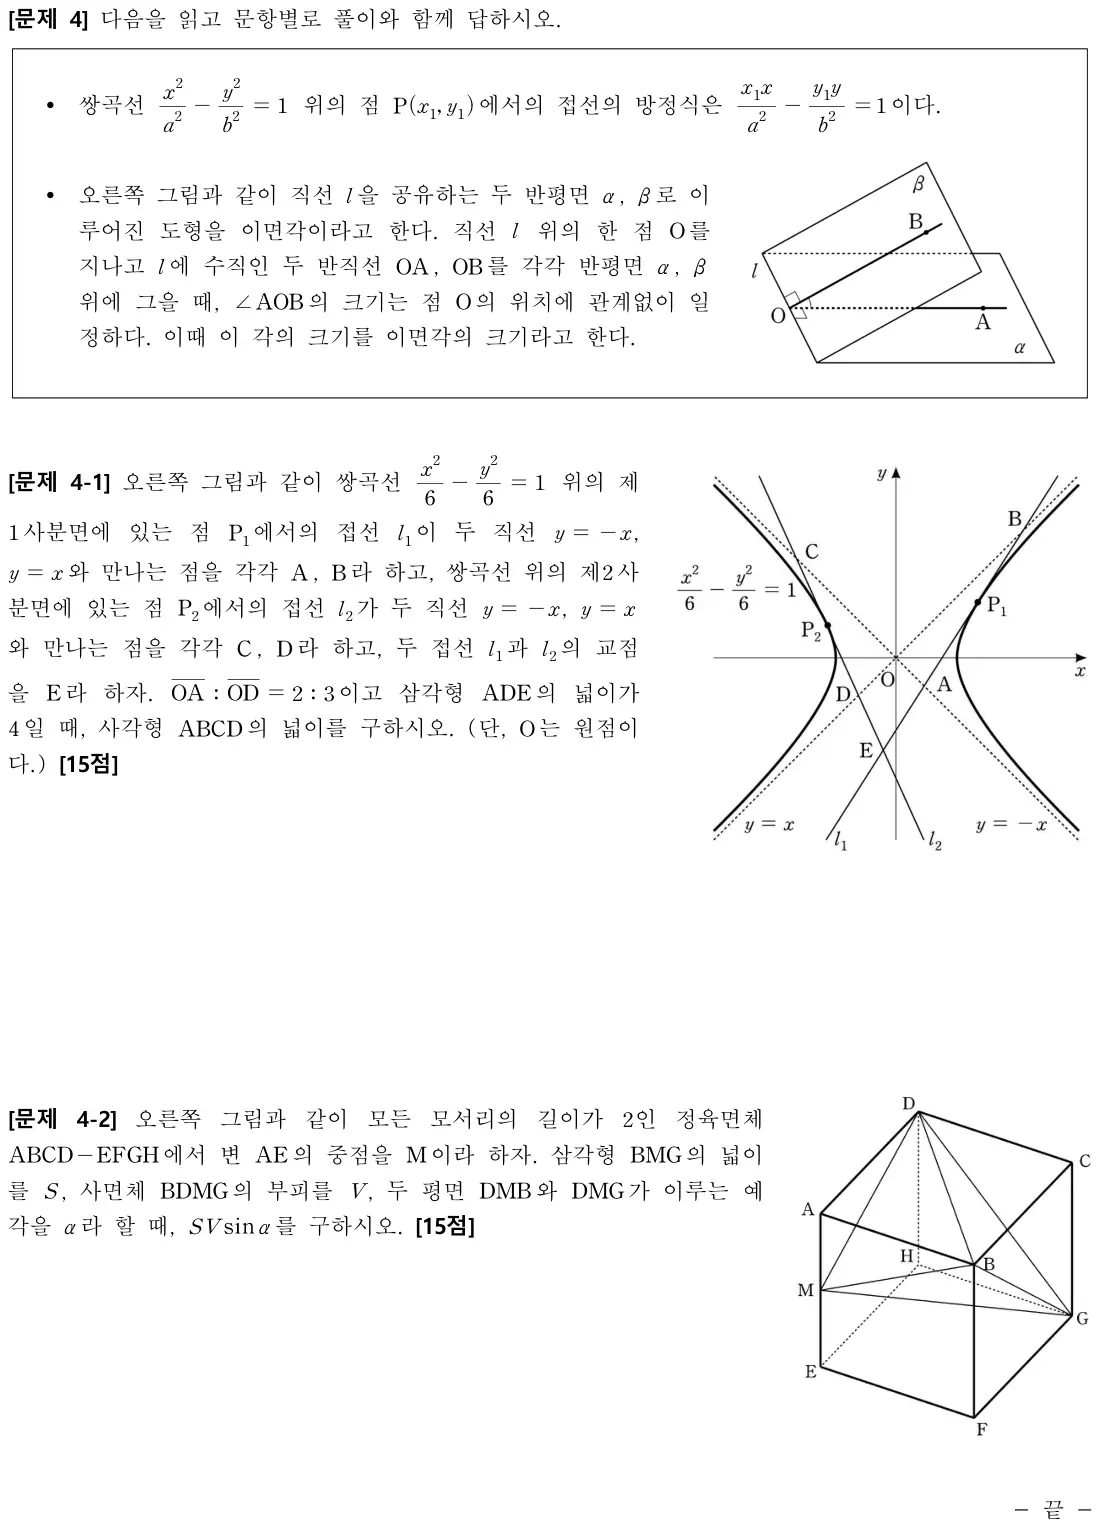 [문제 4] 다음을 읽고 문항별로 풀이와 함께 답하시오.
• 쌍곡선 x²/a² − y²/b² = 1 위의 점 P(x₁, y₁)에서의 접선의 방정식은 x₁x/a² − y₁y/b² = 1이다.
• 오른쪽 그림과 같이 직선 l을 공유하는 두 반평면 α, β로 이
루어진 도형을 이면각이라고 한다. 직선 l 위의 한 점 O를
지나고 l에 수직인 두 반직선 OA, OB를 각각 반평면 α, β
위에 그을 때, ∠AOB의 크기는 점 O의 위치에 관계없이 일
정하다. 이때 이 각의 크기를 이면각의 크기라고 한다.
β
B
l
O
A
α
[문제 4-1] 오른쪽 그림과 같이 쌍곡선 x²/6 − y²/6 = 1 위의 제
1사분면에 있는 점 P₁에서의 접선 l₁이 두 직선 y = −x,
y = x와 만나는 점을 각각 A, B라 하고, 쌍곡선 위의 제2사
분면에 있는 점 P₂에서의 접선 l₂가 두 직선 y = −x, y = x
와 만나는 점을 각각 C, D라 하고, 두 접선 l₁과 l₂의 교점
을 E라 하자. O̅A̅ : O̅D̅ = 2 : 3이고 삼각형 ADE의 넓이가
4일 때, 사각형 ABCD의 넓이를 구하시오. (단, O는 원점이
다.) [15점]
y
B
C
x²/6 − y²/6 = 1
P₁
P₂
O
x
A
D
E
y = x
l₁
l₂
y = −x
[문제 4-2] 오른쪽 그림과 같이 모든 모서리의 길이가 2인 정육면체
ABCD−EFGH에서 변 AE의 중점을 M이라 하자. 삼각형 BMG의 넓이
를 S, 사면체 BDMG의 부피를 V, 두 평면 DMB와 DMG가 이루는 예
각을 α라 할 때, SV sin α를 구하시오. [15점]
D
C
A
H
B
M
G
E
F
− 끝 −